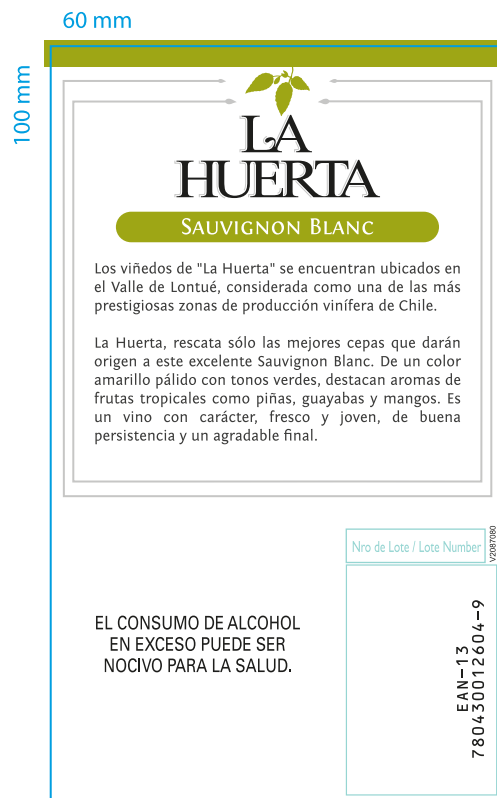 60 mm
100 mm
LA
HUERTA
SAUVIGNON BLANC
Los viñedos de "La Huerta" se encuentran ubicados en
el Valle de Lontué, considerada como una de las más
prestigiosas zonas de producción vinífera de Chile.
La Huerta, rescata sólo las mejores cepas que darán
origen a este excelente Sauvignon Blanc. De un color
amarillo pálido con tonos verdes, destacan aromas de
frutas tropicales como piñas, guayabas y mangos. Es
un vino con carácter, fresco y joven, de buena
persistencia y un agradable final.
Nro de Lote / Lote Number
V2087080
EL CONSUMO DE ALCOHOL
EN EXCESO PUEDE SER
NOCIVO PARA LA SALUD.
EAN-13
780430012604-9